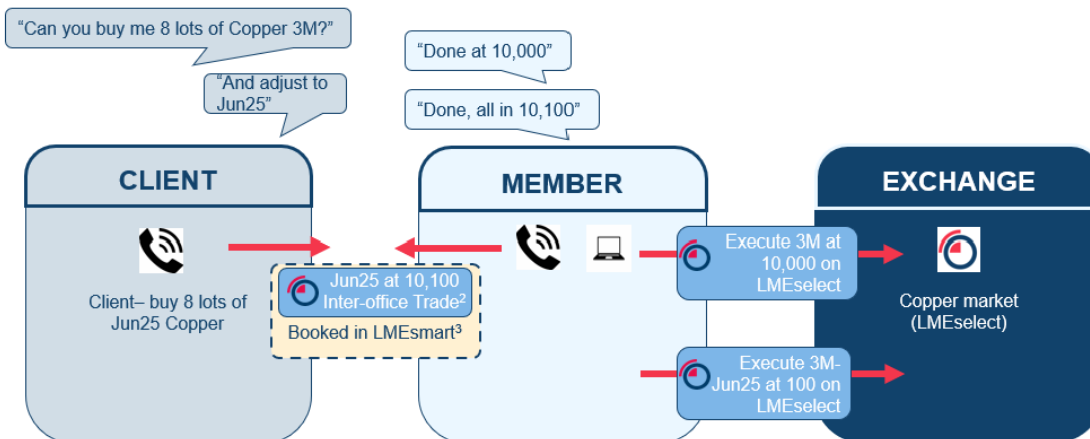 “Can you buy me 8 lots of Copper 3M?”
“And adjust to
Jun25”
“Done at 10,000”
“Done, all in 10,100”
CLIENT
MEMBER
EXCHANGE
Client– buy 8 lots of
Jun25 Copper
Jun25 at 10,100
Inter-office Trade²
Booked in LMEsmart³
Execute 3M at
10,000 on
LMEselect
Execute 3M-
Jun25 at 100 on
LMEselect
Copper market
(LMEselect)